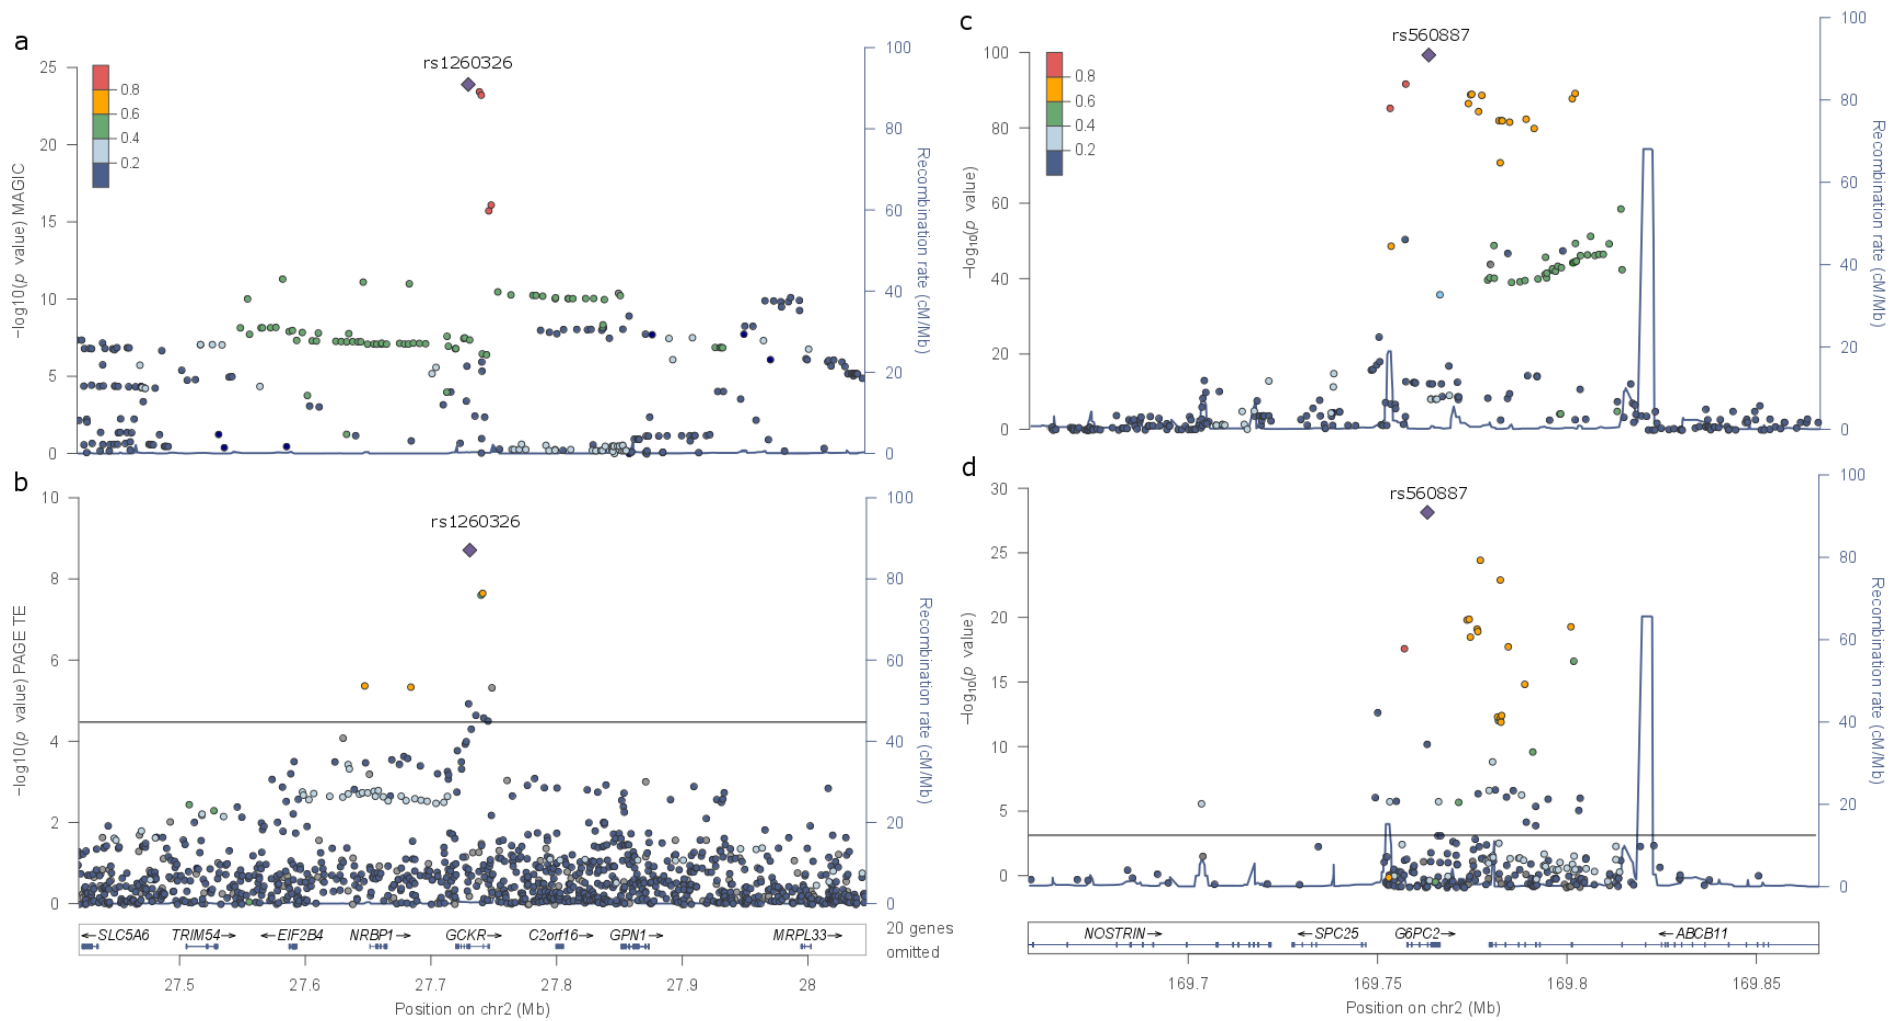 a
rs1260326
25
20
15
10
5
0
0.8
0.6
0.4
0.2
−log10(p value) MAGIC
100
80
60
40
20
0
Recombination rate (cM/Mb)
b
rs1260326
10
8
6
4
2
0
−log10(p value) PAGE TE
100
80
60
40
20
0
Recombination rate (cM/Mb)
←SLC5A6 TRIM54→ ←EIF2B4 NRBP1→ GCKR→ C2orf16→ GPN1→ MRPL33→
20 genes
omitted
27.5 27.6 27.7 27.8 27.9 28
Position on chr2 (Mb)
c
rs560887
100
80
60
40
20
0
0.8
0.6
0.4
0.2
−log10(p value)
100
80
60
40
20
0
Recombination rate (cM/Mb)
d
rs560887
30
25
20
15
10
5
0
−log10(p value)
100
80
60
40
20
0
Recombination rate (cM/Mb)
NOSTRIN→ ←SPC25 G6PC2→ ←ABCB11
169.7 169.75 169.8 169.85
Position on chr2 (Mb)